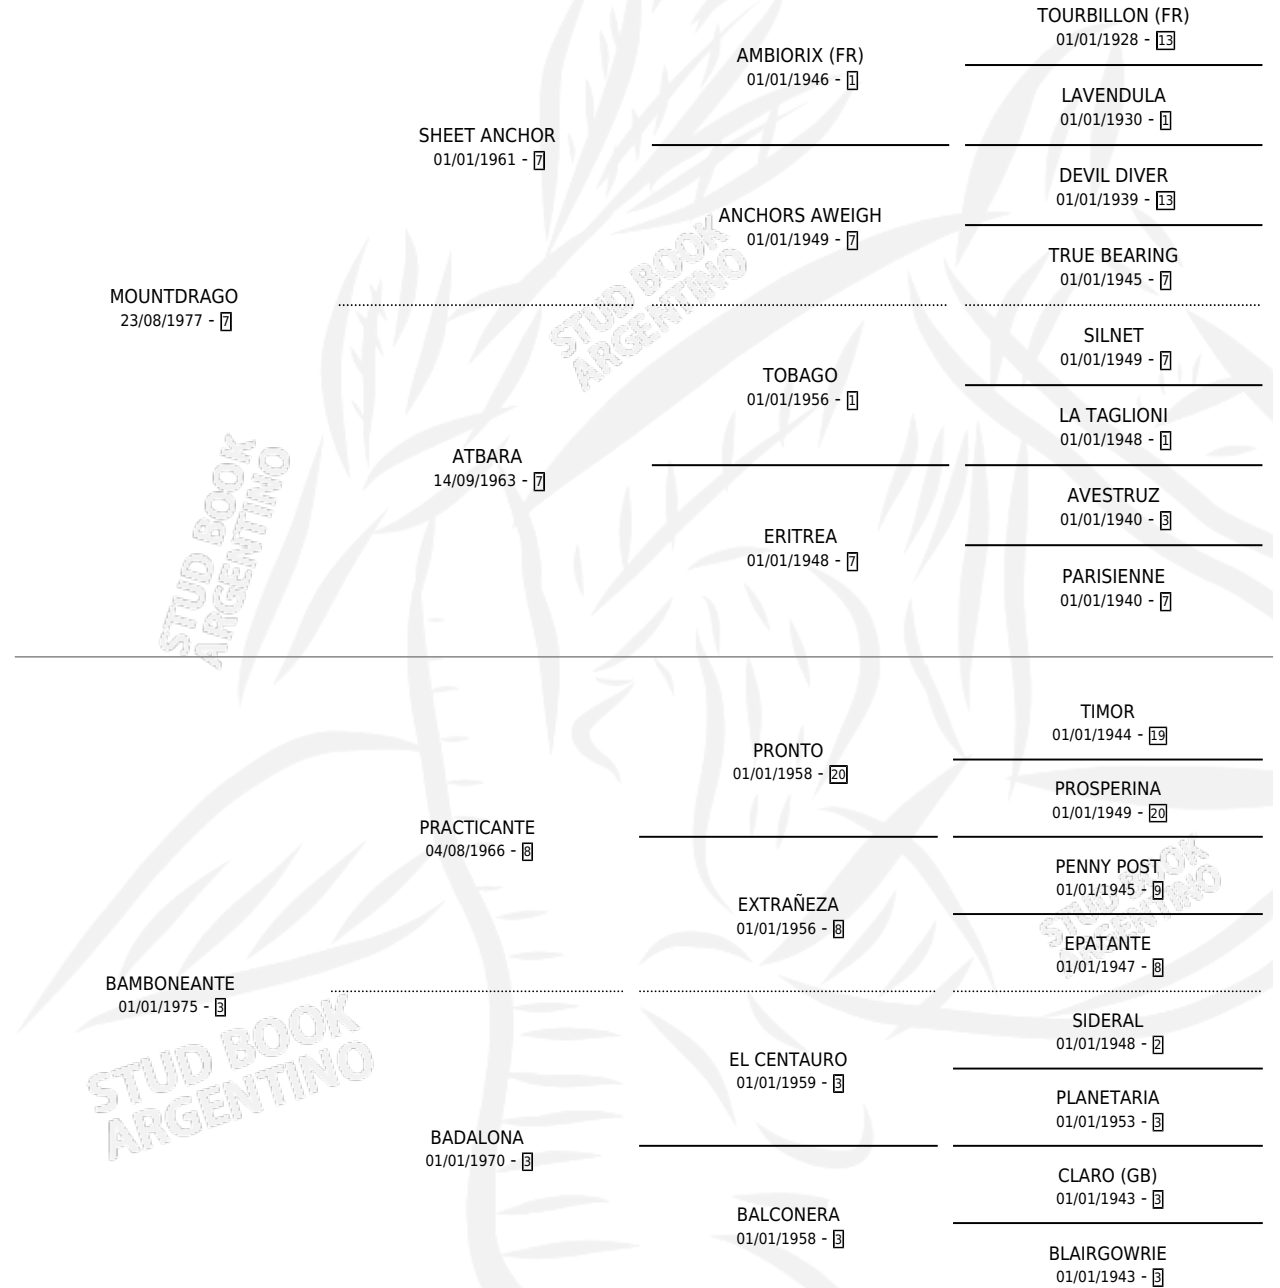 TOURBILLON (FR)
01/01/1928 - 13
AMBIORIX (FR)
01/01/1946 - 1
LAVENDULA
01/01/1930 - 1
SHEET ANCHOR
01/01/1961 - 7
DEVIL DIVER
01/01/1939 - 13
ANCHORS AWEIGH
01/01/1949 - 7
TRUE BEARING
01/01/1945 - 7
MOUNTDRAGO
23/08/1977 - 7
STUD BOOK
ARGENTINO
SILNET
01/01/1949 - 7
TOBAGO
01/01/1956 - 1
LA TAGLIONI
01/01/1948 - 1
ATBARA
14/09/1963 - 7
AVESTRUZ
01/01/1940 - 3
ERITREA
01/01/1948 - 7
PARISIENNE
01/01/1940 - 7
STUD BOOK
ARGENTINO
TIMOR
01/01/1944 - 19
PRONTO
01/01/1958 - 20
PROSPERINA
01/01/1949 - 20
PRACTICANTE
04/08/1966 - 8
PENNY POST
01/01/1945 - 9
EXTRAÑEZA
01/01/1956 - 8
EPATANTE
01/01/1947 - 8
STUD BOOK
ARGENTINO
BAMBONEANTE
01/01/1975 - 3
SIDERAL
01/01/1948 - 2
EL CENTAURO
01/01/1959 - 3
PLANETARIA
01/01/1953 - 3
STUD BOOK
ARGENTINO
BADALONA
01/01/1970 - 3
CLARO (GB)
01/01/1943 - 3
BALCONERA
01/01/1958 - 3
BLAIRGOWRIE
01/01/1943 - 3